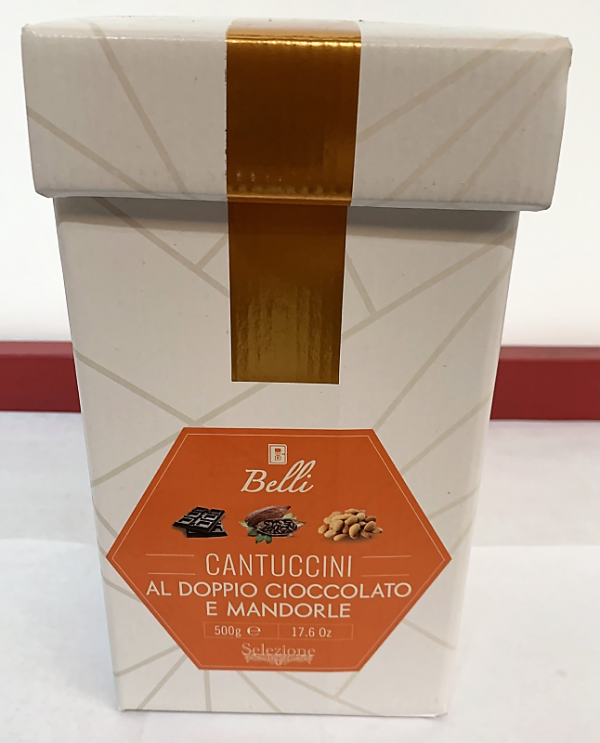 Belli
CANTUCCINI
AL DOPPIO CIOCCOLATO
E MANDORLE
500g ℮ 17.6 Oz
Selezione